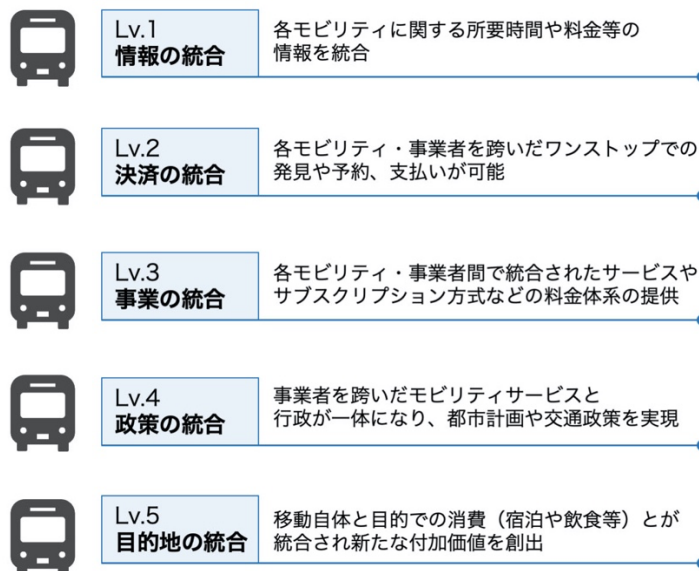 Lv.1
情報の統合
各モビリティに関する所要時間や料金等の
情報を統合
Lv.2
決済の統合
各モビリティ・事業者を跨いだワンストップでの
発見や予約、支払いが可能
Lv.3
事業の統合
各モビリティ・事業者間で統合されたサービスや
サブスクリプション方式などの料金体系の提供
Lv.4
政策の統合
事業者を跨いだモビリティサービスと
行政が一体になり、都市計画や交通政策を実現
Lv.5
目的地の統合
移動自体と目的での消費（宿泊や飲食等）とが
統合され新たな付加価値を創出